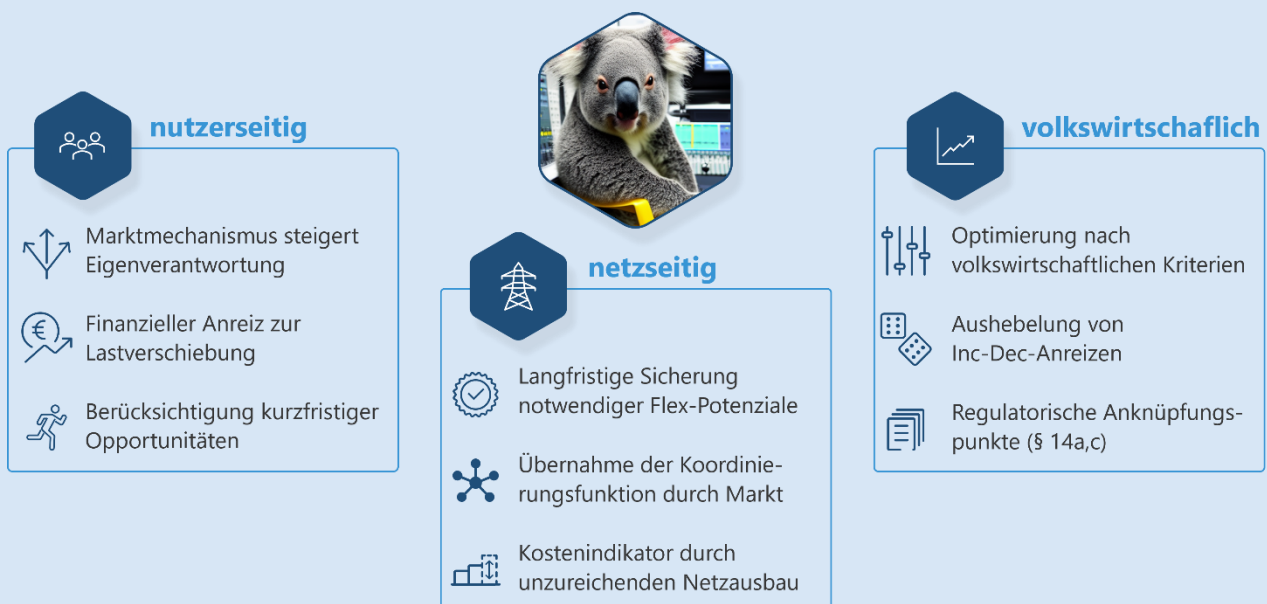 nutzerseitig
Marktmechanismus steigert
Eigenverantwortung
Finanzieller Anreiz zur
Lastverschiebung
Berücksichtigung kurzfristiger
Opportunitäten
netzseitig
Langfristige Sicherung
notwendiger Flex-Potenziale
Übernahme der Koordinie-
rungsfunktion durch Markt
Kostenindikator durch
unzureichenden Netzausbau
volkswirtschaflich
Optimierung nach
volkswirtschaftlichen Kriterien
Aushebelung von
Inc-Dec-Anreizen
Regulatorische Anknüpfungs-
punkte (§ 14a,c)